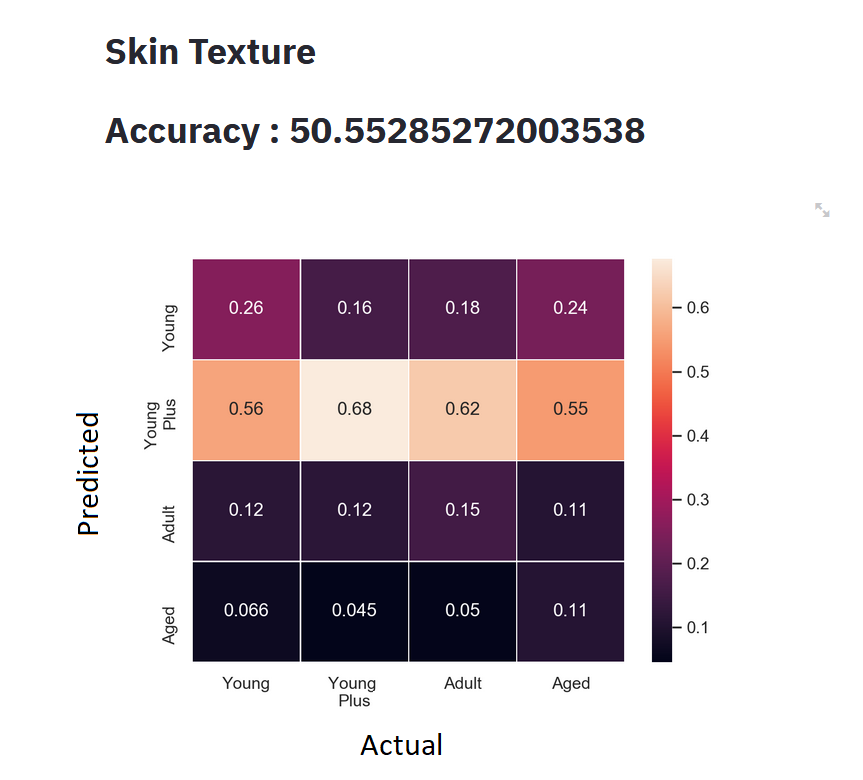 Skin Texture
Accuracy : 50.55285272003538
Predicted
Young
0.26 0.16 0.18 0.24
Young
Plus
0.56 0.68 0.62 0.55
Adult
0.12 0.12 0.15 0.11
Aged
0.066 0.045 0.05 0.11
Young
Young
Plus
Adult
Aged
Actual
0.6
0.5
0.4
0.3
0.2
0.1